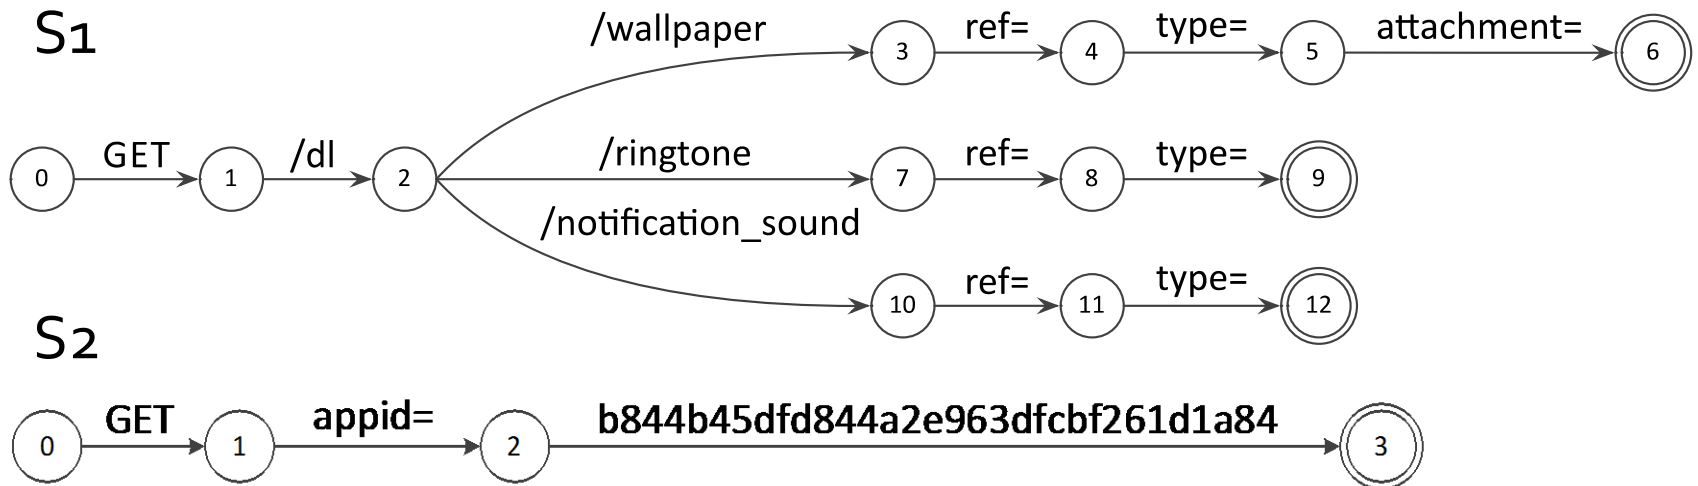 S1
/wallpaper ref= type= attachment=
3 4 5 6
GET /dl /ringtone ref= type=
0 1 2 7 8 9
/notification_sound
ref= type=
10 11 12
S2
GET appid= b844b45dfd844a2e963dfcbf261d1a84
0 1 2 3